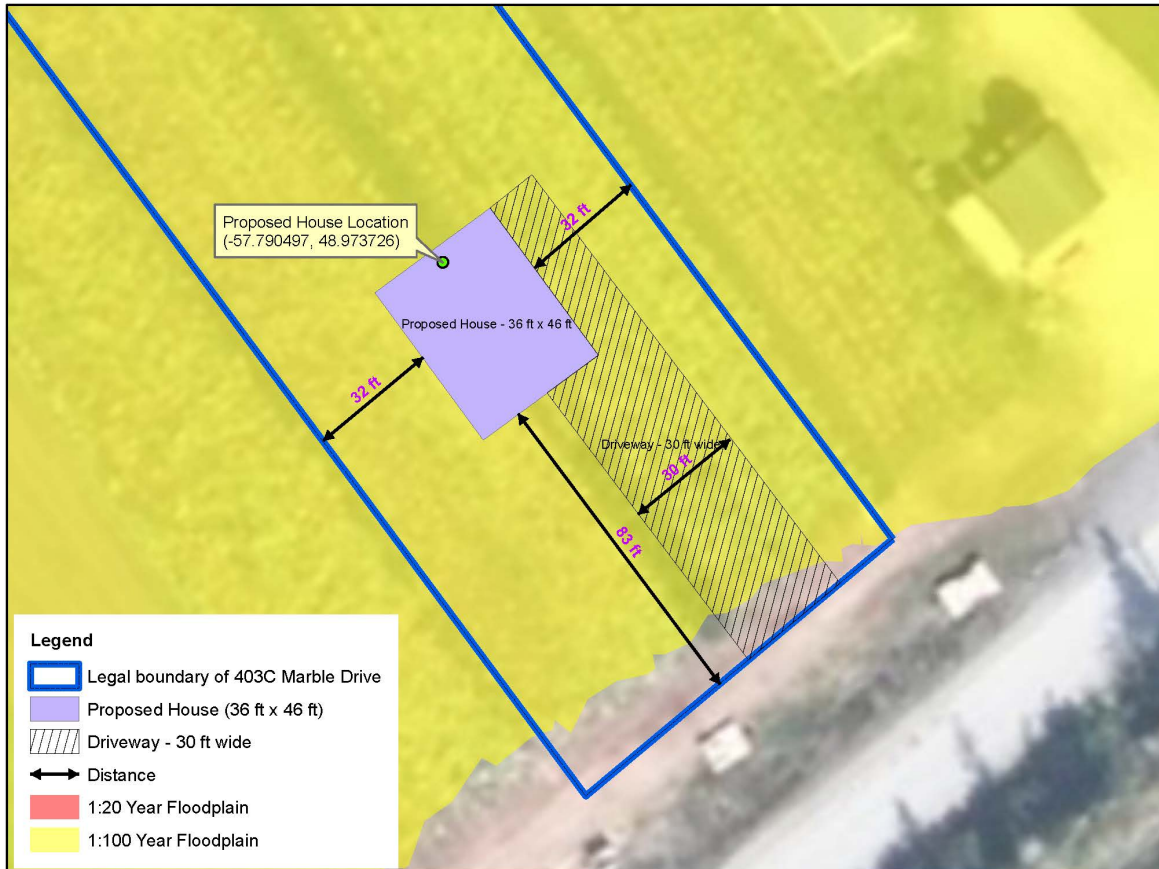 Proposed House Location
(-57.790497, 48.973726)
32 ft
Proposed House - 36 ft x 46 ft
32 ft
Driveway - 30 ft wide
30 ft
83 ft
Legend
Legal boundary of 403C Marble Drive
Proposed House (36 ft x 46 ft)
Driveway - 30 ft wide
Distance
1:20 Year Floodplain
1:100 Year Floodplain